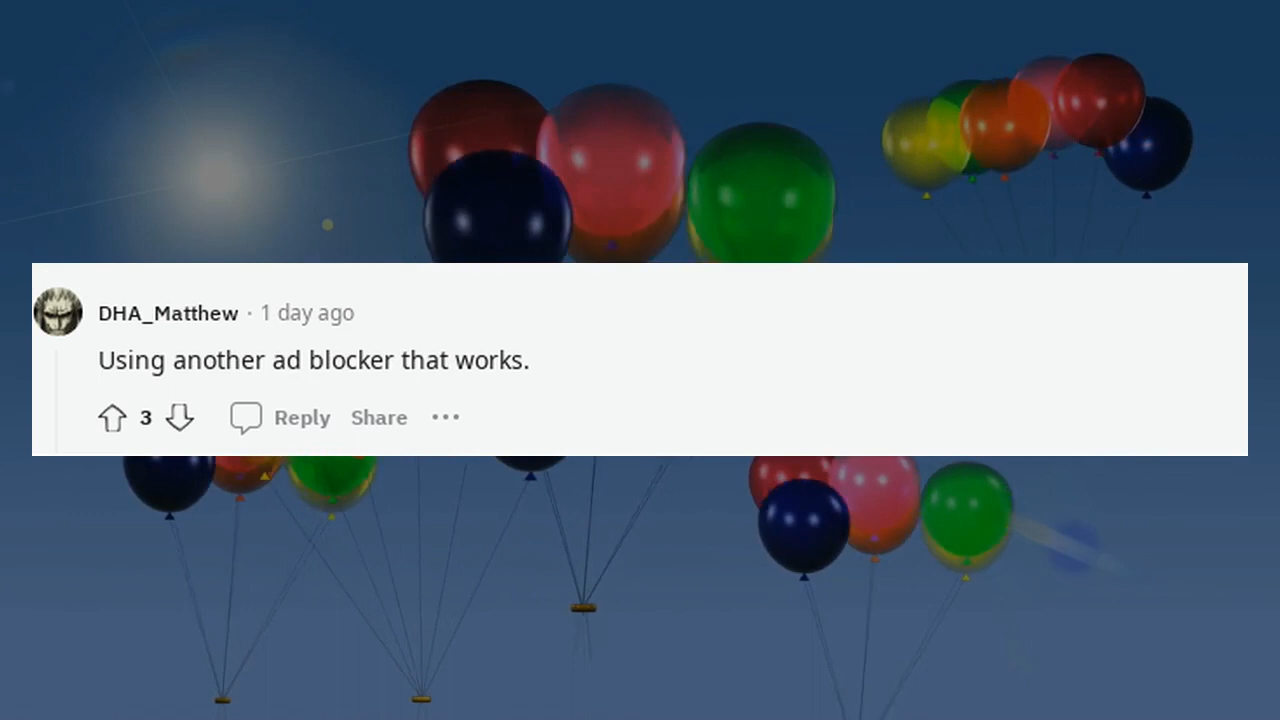 DHA_Matthew · 1 day ago
Using another ad blocker that works.
3 Reply Share ···